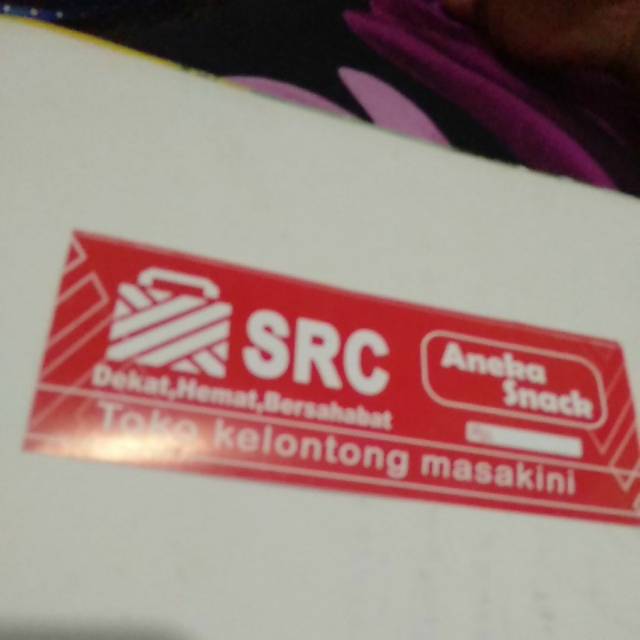 SRC
Dekat,Hemat,Bersahabat
Aneka
Snack
Toko kelontong masakini